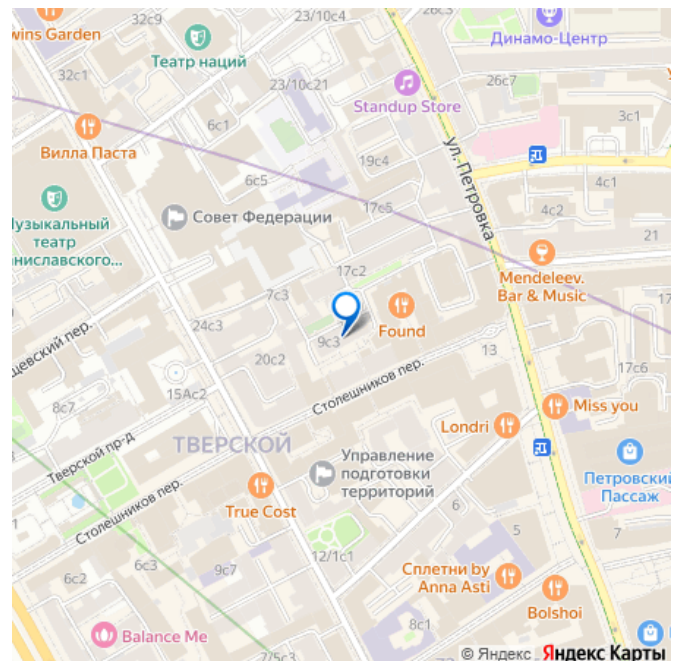 wins Garden
23/10с4
26с3
Динамо-Центр
Театр наций
32с1
23/10с21
26с7
Standup Store
3с1
6с1
Вилла Паста
19с4
ул. Петровка
4с1
6с5
Совет Федерации
17с5
4с2
Музыкальный
театр
аниславского...
21
17с2
Mendeleev.
Bar & Music
7с3
17
24с3
9с3
Found
20с2
13
17с6
15Ас2
Столешников пер.
8с7
Miss you
Londri
ТВЕРСКОЙ
Тверской пр-д
Управление
подготовки
территорий
Петровский
Пассаж
True Cost
6
Столешников пер.
5
7
12/1с1
6с3
9с7
6с2
Сплетни by
Anna Asti
Bolshoi
8с1
Balance Me
7/5с3
© Яндекс Яндекс Карты